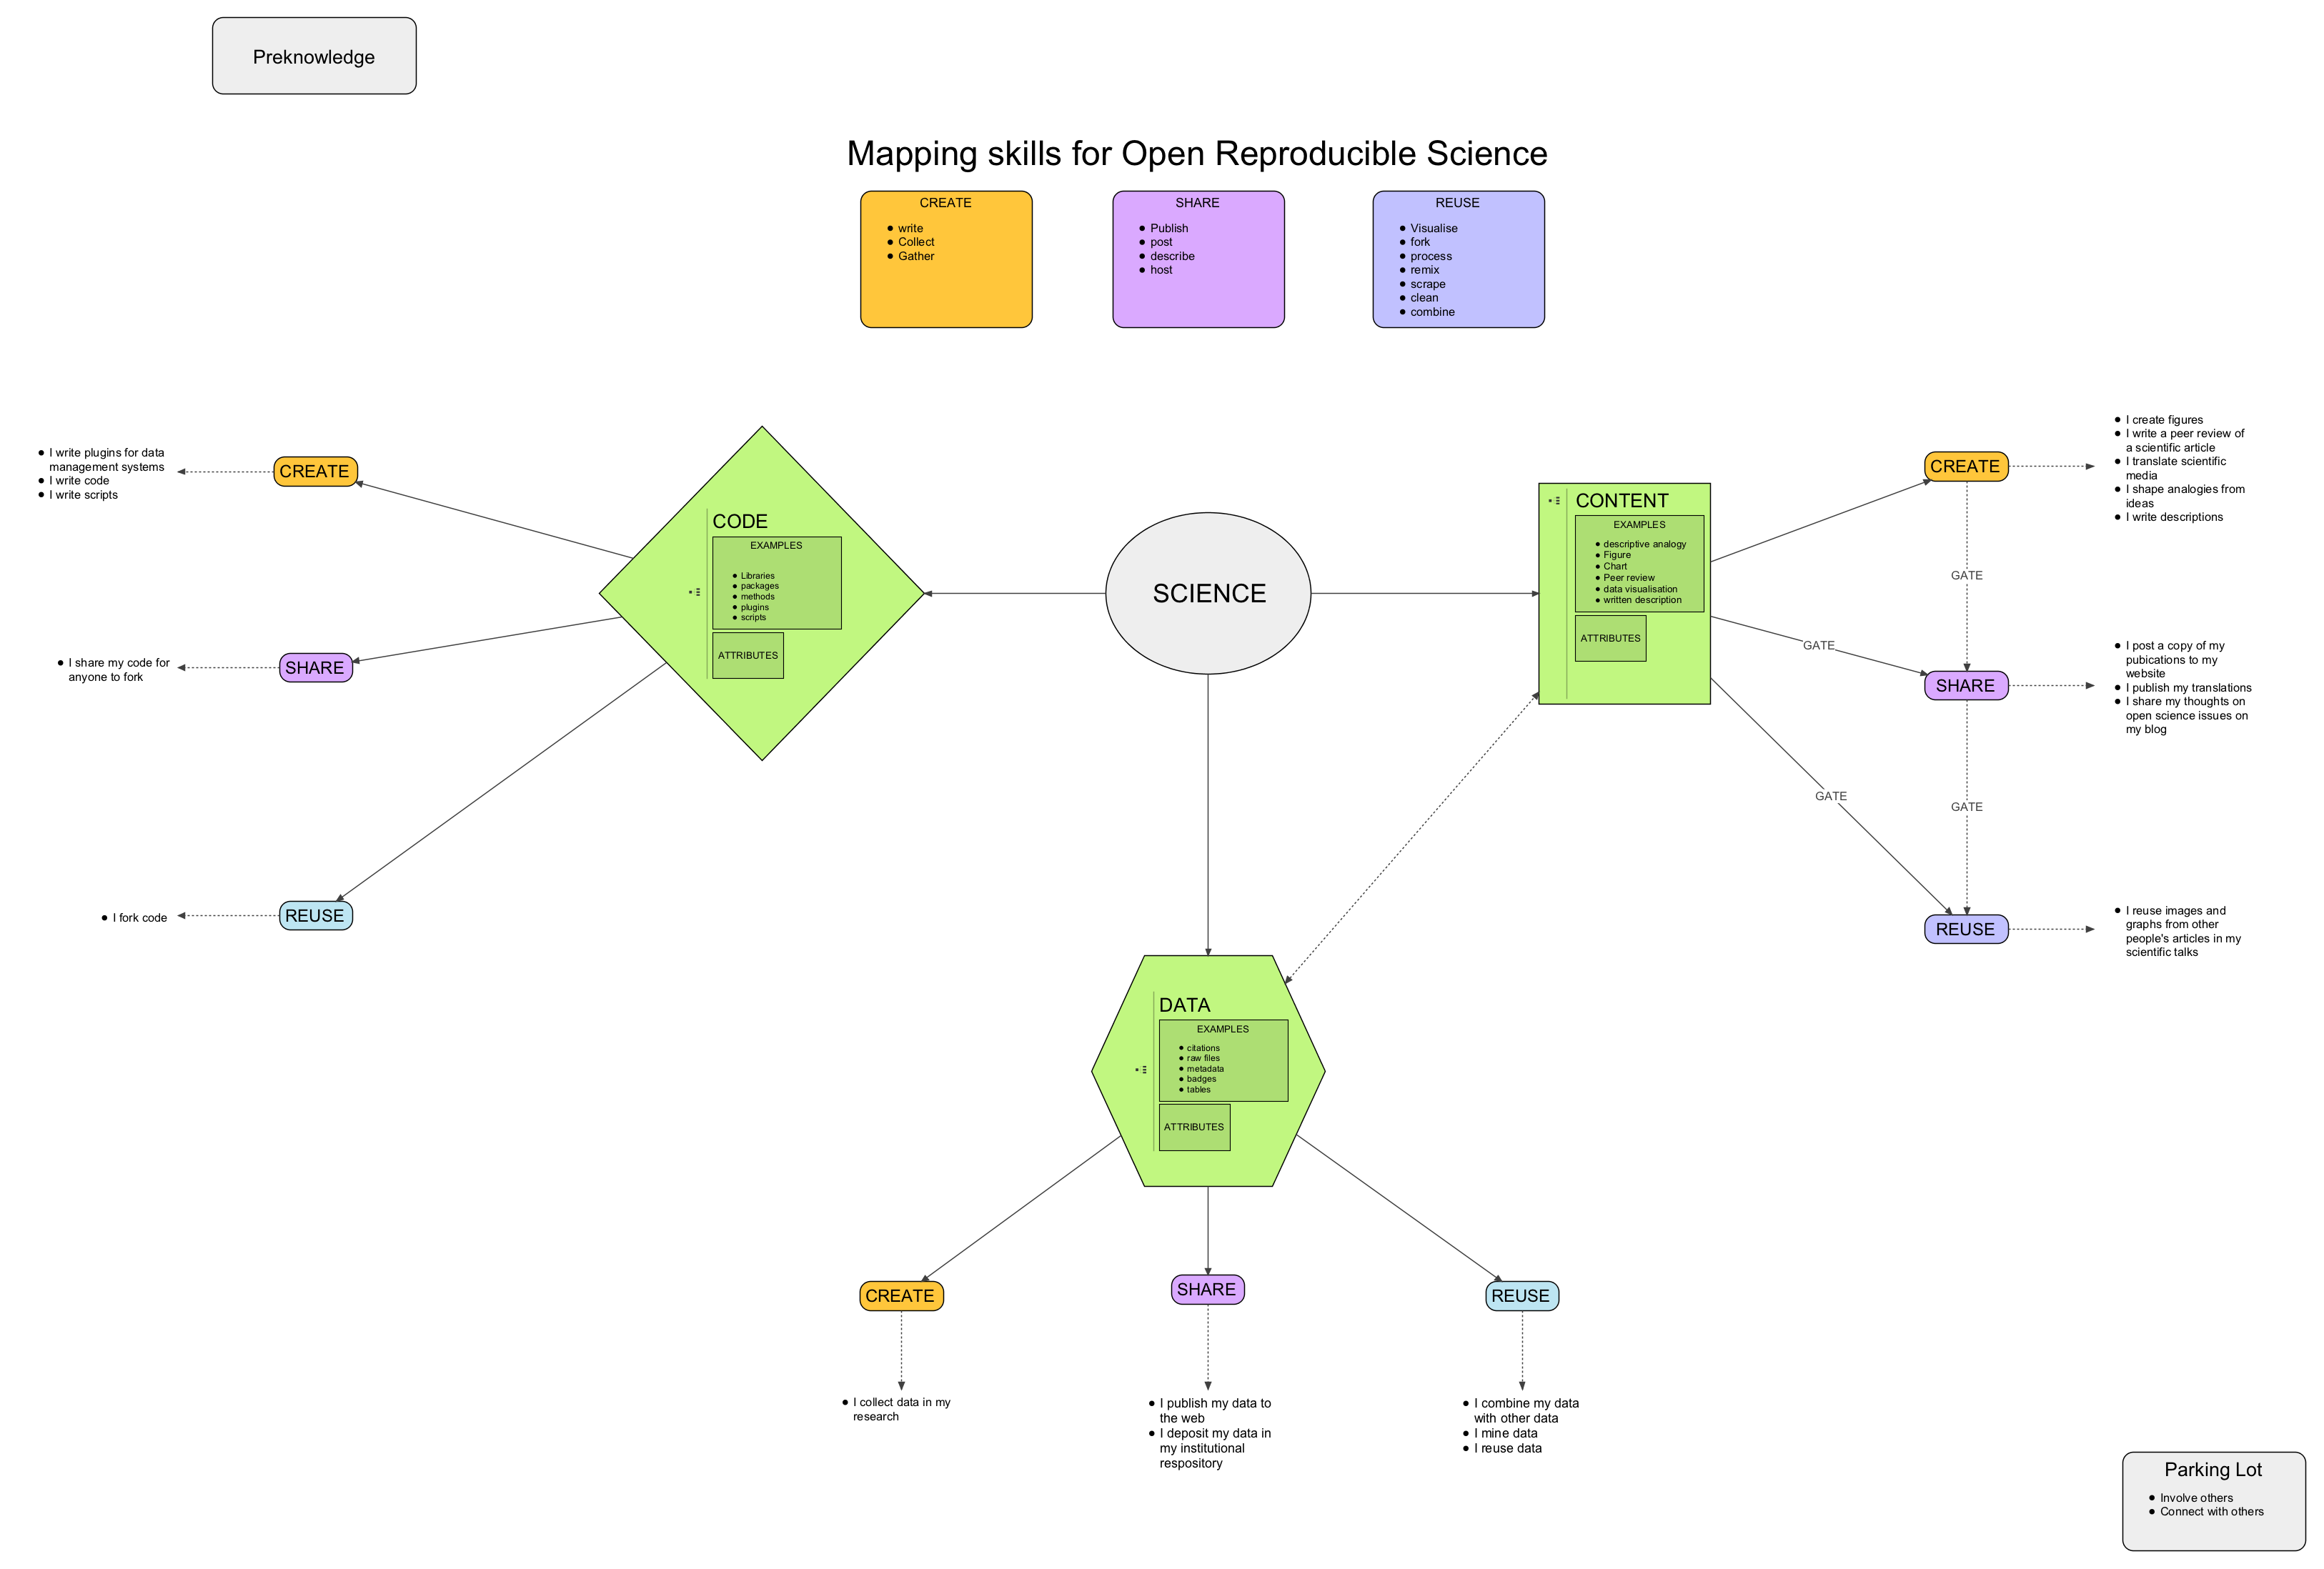 Preknowledge
Mapping skills for Open Reproducible Science
CREATE
write
Collect
Gather
SHARE
Publish
post
describe
host
REUSE
Visualise
fork
process
remix
scrape
clean
combine
I write plugins for data
management systems
I write code
I write scripts
CREATE
I share my code for
anyone to fork
SHARE
I fork code
REUSE
CODE
EXAMPLES
Libraries
packages
methods
plugins
scripts
ATTRIBUTES
SCIENCE
CONTENT
EXAMPLES
descriptive analogy
Figure
Chart
Peer review
data visualisation
written description
ATTRIBUTES
CREATE
I create figures
I write a peer review of
a scientific article
I translate scientific
media
I shape analogies from
ideas
I write descriptions
GATE
GATE
SHARE
I post a copy of my
pubications to my
website
I publish my translations
I share my thoughts on
open science issues on
my blog
GATE
GATE
REUSE
I reuse images and
graphs from other
people's articles in my
scientific talks
DATA
EXAMPLES
citations
raw files
metadata
badges
tables
ATTRIBUTES
CREATE
I collect data in my
research
SHARE
I publish my data to
the web
I deposit my data in
my institutional
respository
REUSE
I combine my data
with other data
I mine data
I reuse data
Parking Lot
Involve others
Connect with others